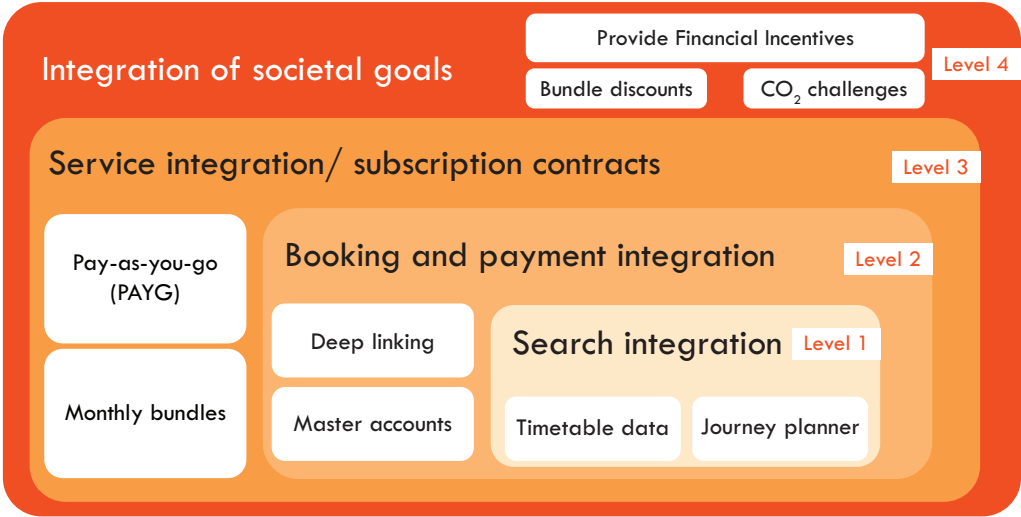 Provide Financial Incentives
Integration of societal goals
Level 4
Bundle discounts
CO₂ challenges
Service integration/ subscription contracts
Level 3
Pay-as-you-go
(PAYG)
Booking and payment integration
Level 2
Deep linking
Search integration
Level 1
Monthly bundles
Master accounts
Timetable data
Journey planner